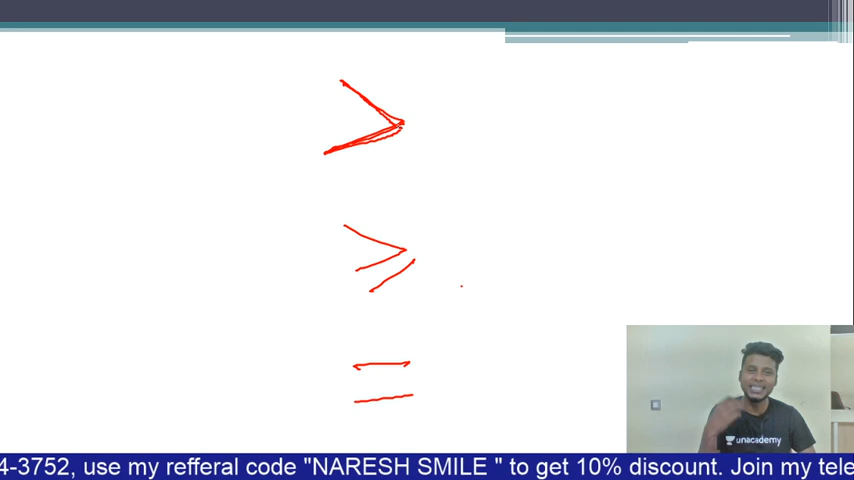 >
≥
=
unacademy
4-3752, use my refferal code "NARESH SMILE " to get 10% discount. Join my tele